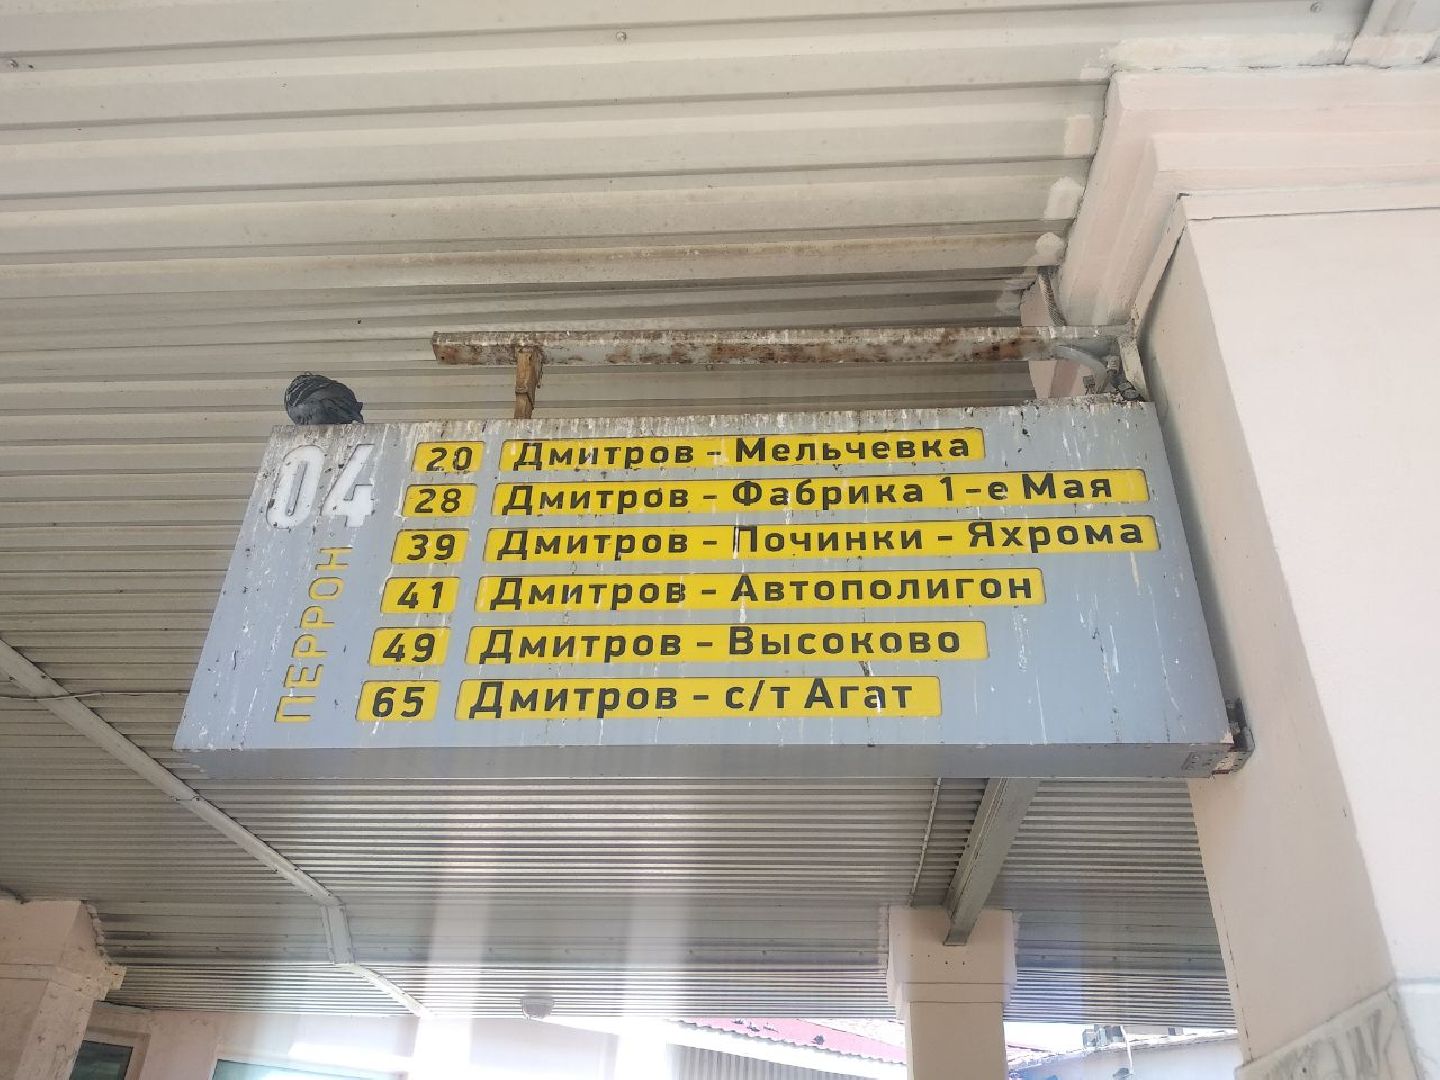 04
ПЕРРОН
20 Дмитров - Мельчевка
28 Дмитров - Фабрика 1-е Мая
39 Дмитров - Починки - Яхрома
41 Дмитров - Автополигон
49 Дмитров - Высоково
65 Дмитров - с/т Агат